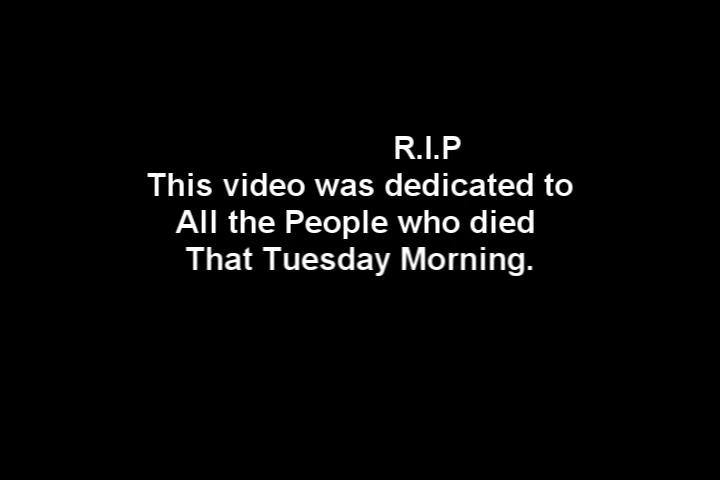 R.I.P
This video was dedicated to
All the People who died
That Tuesday Morning.